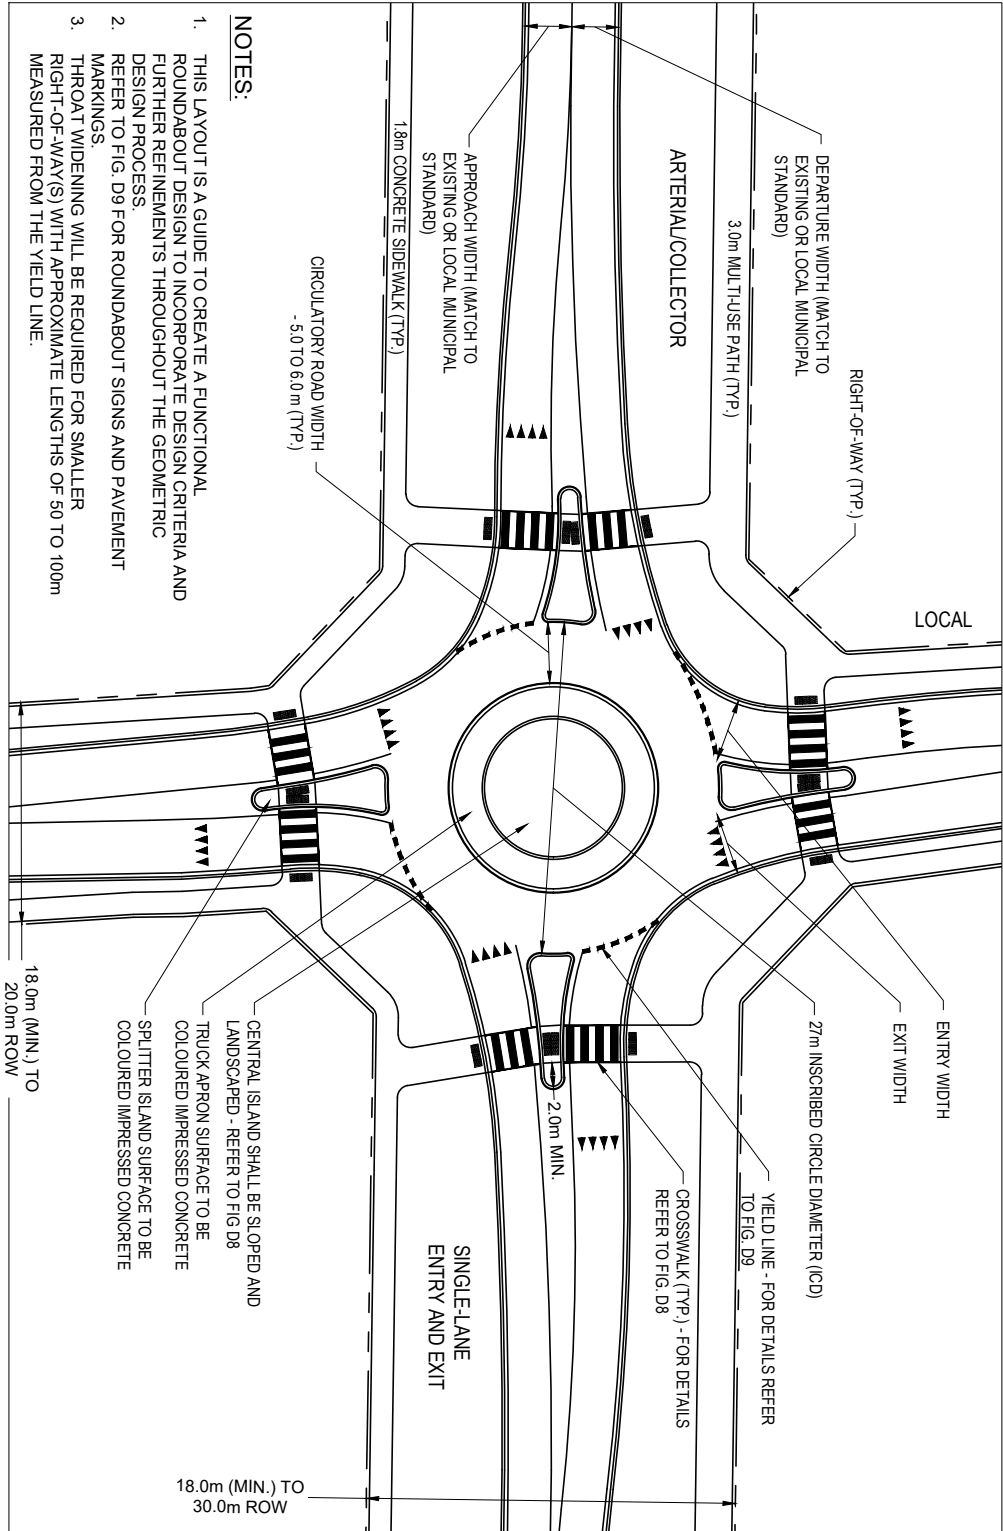 DEPARTURE WIDTH (MATCH TO
EXISTING OR LOCAL MUNICIPAL
STANDARD)
RIGHT-OF-WAY (TYP.)
LOCAL
ENTRY WIDTH
EXIT WIDTH
27m INSCRIBED CIRCLE DIAMETER (ICD)
YIELD LINE - FOR DETAILS REFER
TO FIG. D9
CROSSWALK (TYP.) - FOR DETAILS
REFER TO FIG. D8
3.0m MULTI-USE PATH (TYP.)
ARTERIAL/COLLECTOR
APPROACH WIDTH (MATCH TO
EXISTING OR LOCAL MUNICIPAL
STANDARD)
1.8m CONCRETE SIDEWALK (TYP.)
CIRCULATORY ROAD WIDTH
- 5.0 TO 6.0 m (TYP.)
2.0m MIN.
SINGLE-LANE
ENTRY AND EXIT
18.0m (MIN.) TO
30.0m ROW
CENTRAL ISLAND SHALL BE SLOPED AND
LANDSCAPED - REFER TO FIG D8
TRUCK APRON SURFACE TO BE
COLOURED IMPRESSED CONCRETE
SPLITTER ISLAND SURFACE TO BE
COLOURED IMPRESSED CONCRETE
18.0m (MIN.) TO
20.0m ROW
NOTES:
1. THIS LAYOUT IS A GUIDE TO CREATE A FUNCTIONAL
ROUNDABOUT DESIGN TO INCORPORATE DESIGN CRITERIA AND
FURTHER REFINEMENTS THROUGHOUT THE GEOMETRIC
DESIGN PROCESS.
2. REFER TO FIG. D9 FOR ROUNDABOUT SIGNS AND PAVEMENT
MARKINGS.
3. THROAT WIDENING WILL BE REQUIRED FOR SMALLER
RIGHT-OF-WAY(S) WITH APPROXIMATE LENGTHS OF 50 TO 100m
MEASURED FROM THE YIELD LINE.